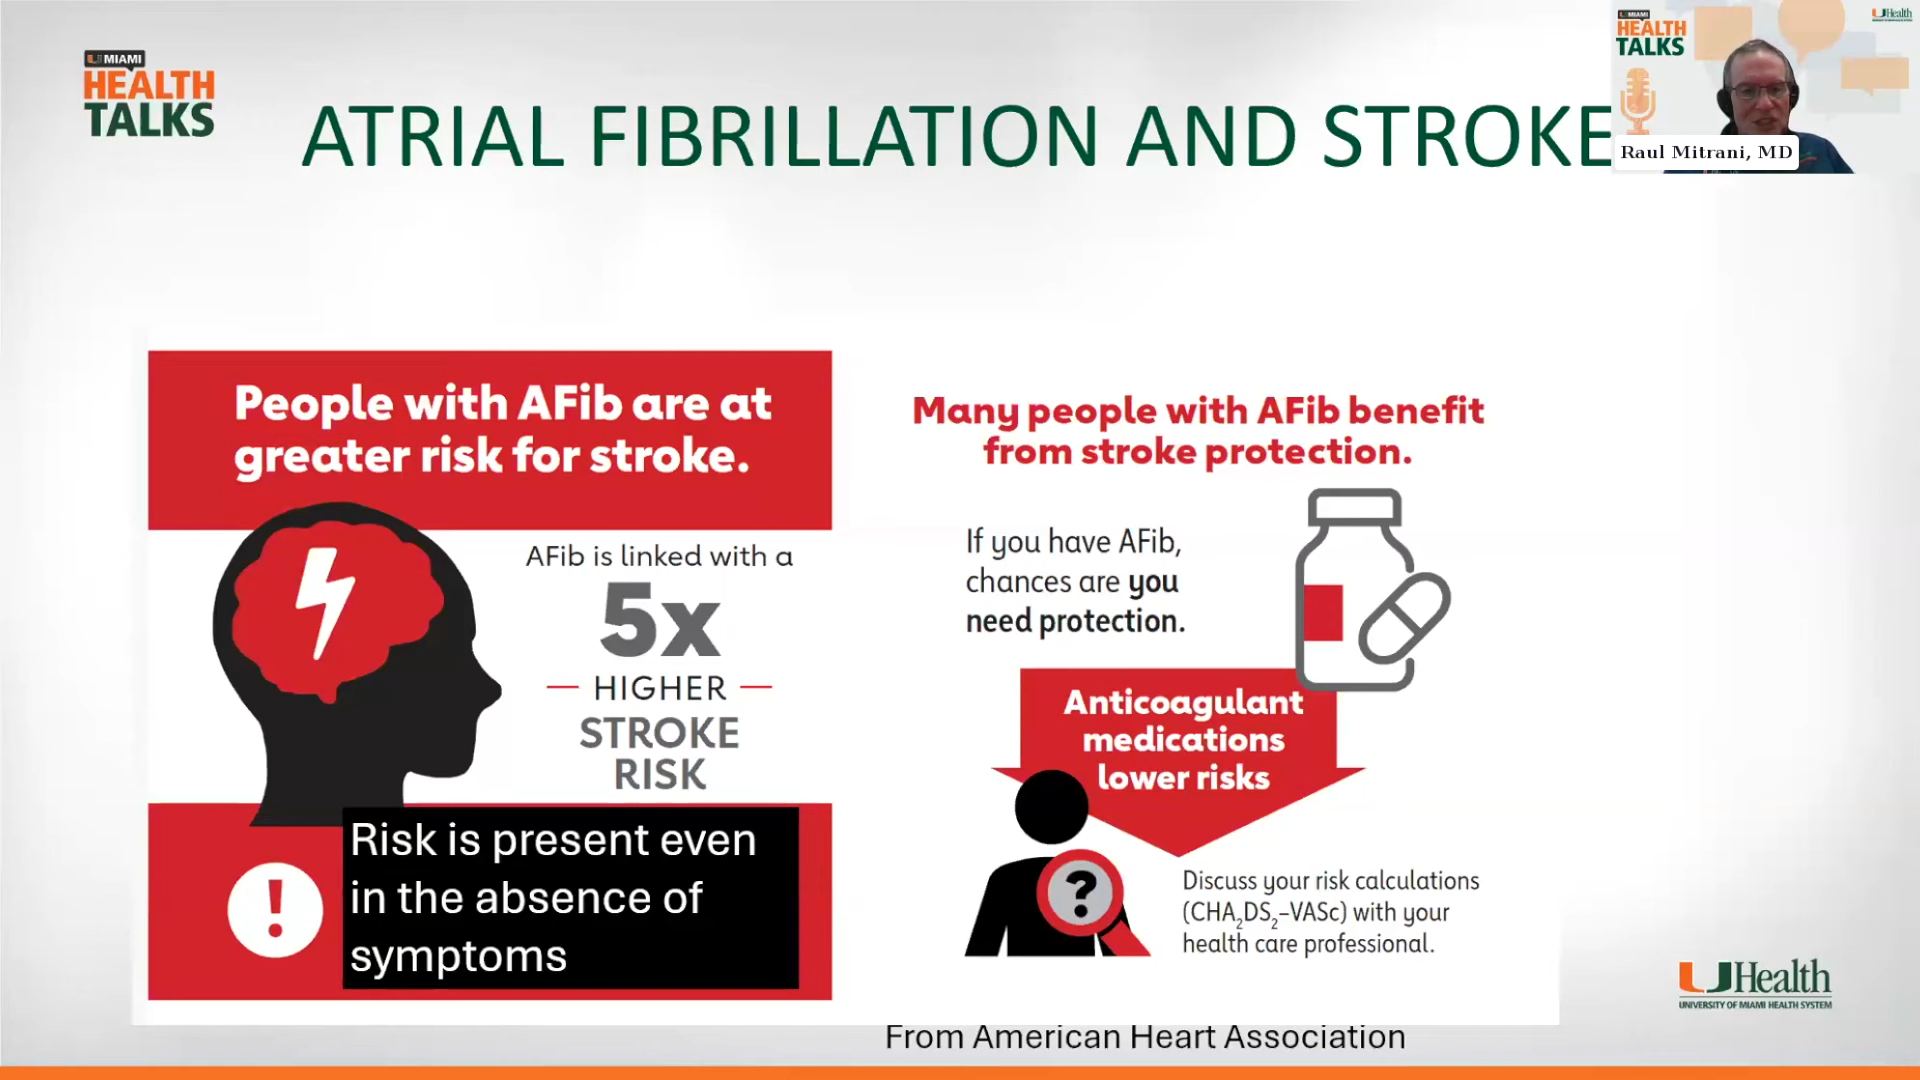 U MIAMI
HEALTH
TALKS
ATRIAL FIBRILLATION AND STROKE
U MIAMI
HEALTH
TALKS
UHealth
Raul Mitrani, MD
People with AFib are at
greater risk for stroke.
AFib is linked with a
5x
HIGHER
STROKE
RISK
!
Risk is present even
in the absence of
symptoms
Many people with AFib benefit
from stroke protection.
If you have AFib,
chances are you
need protection.
Anticoagulant
medications
lower risks
?
Discuss your risk calculations
(CHA₂DS₂–VASc) with your
health care professional.
From American Heart Association
UHealth
UNIVERSITY OF MIAMI HEALTH SYSTEM